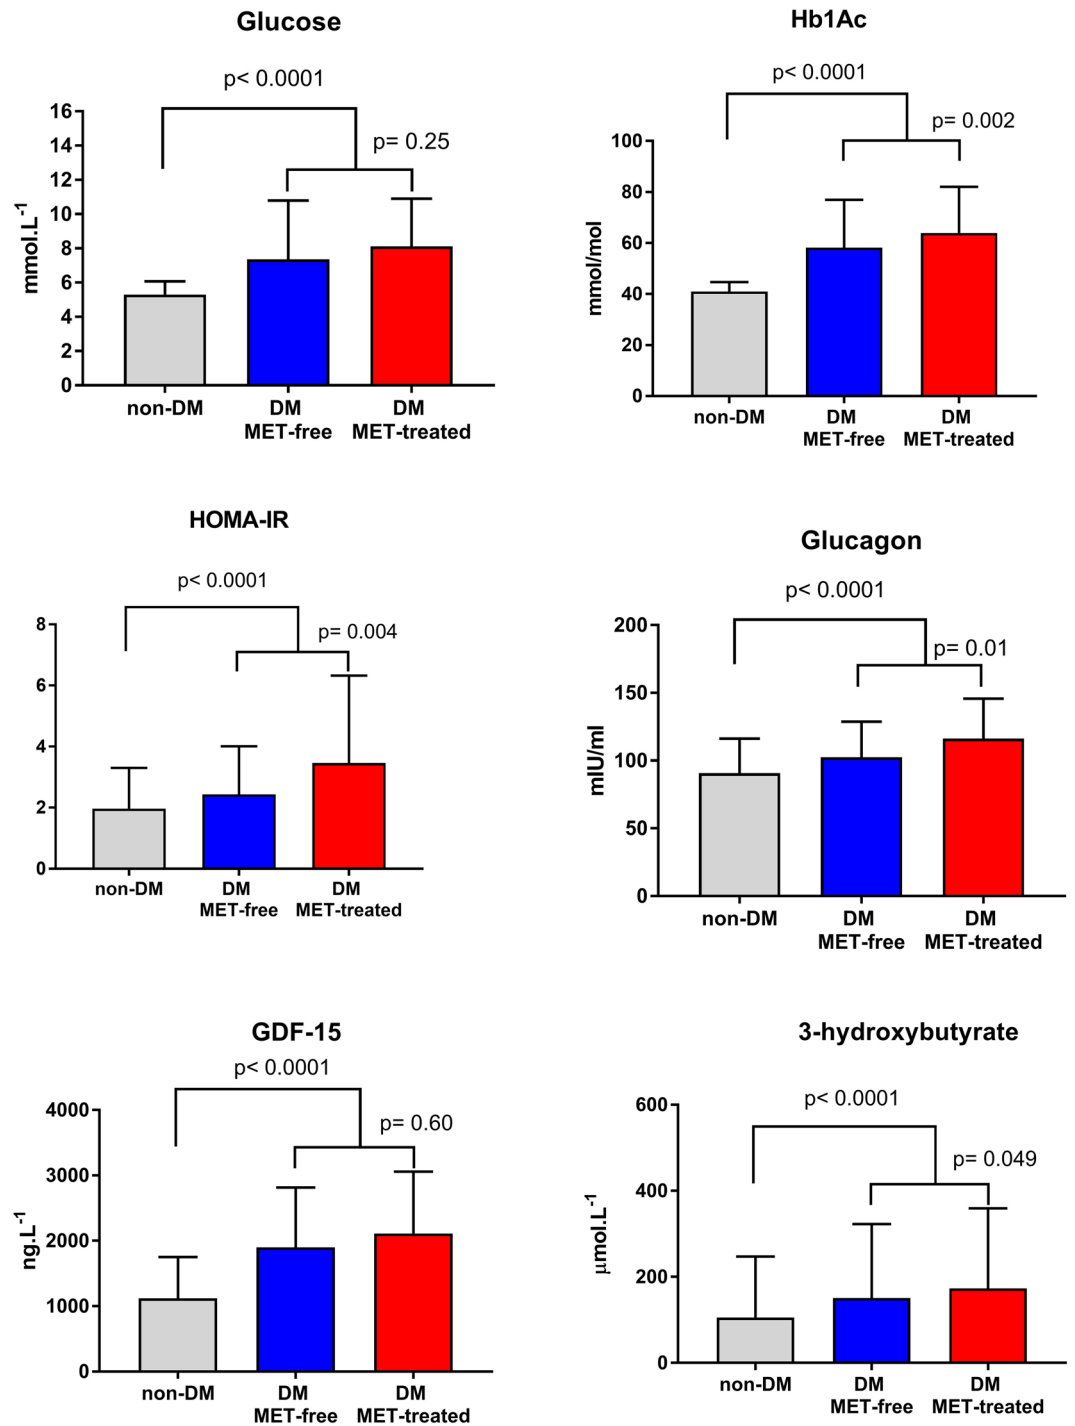 Glucose
p< 0.0001
p= 0.25
mmol.L-1
16
14
12
10
8
6
4
2
0
non-DM
DM
MET-free
DM
MET-treated
Hb1Ac
p< 0.0001
p= 0.002
mmol/mol
100
80
60
40
20
0
non-DM
DM
MET-free
DM
MET-treated
HOMA-IR
p< 0.0001
p= 0.004
8
6
4
2
0
non-DM
DM
MET-free
DM
MET-treated
Glucagon
p< 0.0001
p= 0.01
mIU/ml
200
150
100
50
0
non-DM
DM
MET-free
DM
MET-treated
GDF-15
p< 0.0001
p= 0.60
ng.L-1
4000
3000
2000
1000
0
non-DM
DM
MET-free
DM
MET-treated
3-hydroxybutyrate
p< 0.0001
p= 0.049
μmol.L-1
600
400
200
0
non-DM
DM
MET-free
DM
MET-treated